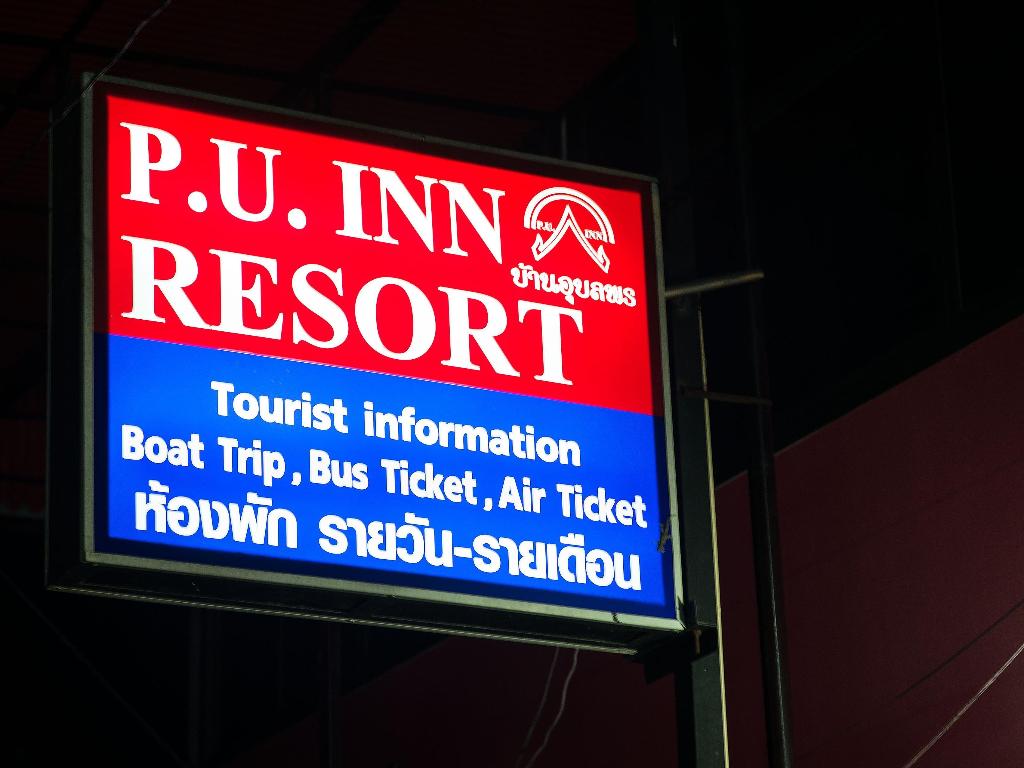 P.U. INN
P.U. INN
บ้านอุบลพร
RESORT
Tourist information
Boat Trip, Bus Ticket, Air Ticket
ห้องพัก รายวัน-รายเดือน